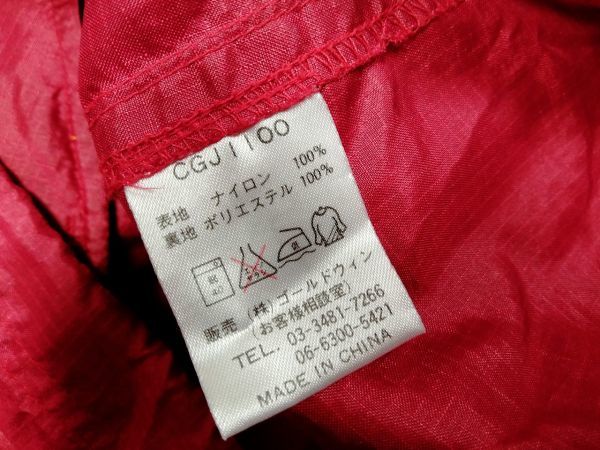 CGJ1100
表地 ナイロン 100%
裏地 ポリエステル 100%
販売 (株)ゴールドウィン
(お客様相談室)
TEL. 03-3481-7266
06-6300-5421
MADE IN CHINA